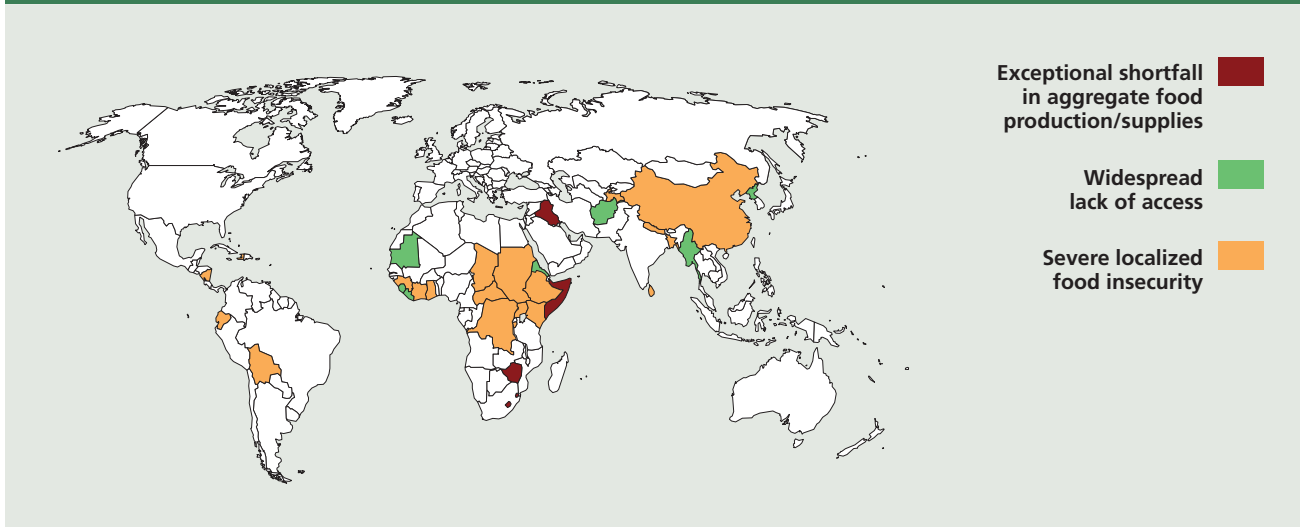 Exceptional shortfall
in aggregate food
production/supplies
Widespread
lack of access
Severe localized
food insecurity